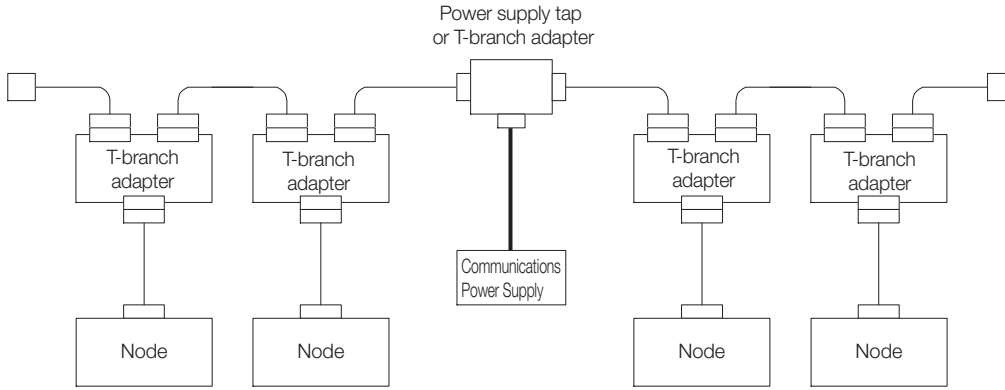 Power supply tap
or T-branch adapter
T-branch
adapter
T-branch
adapter
T-branch
adapter
T-branch
adapter
Communications
Power Supply
Node
Node
Node
Node